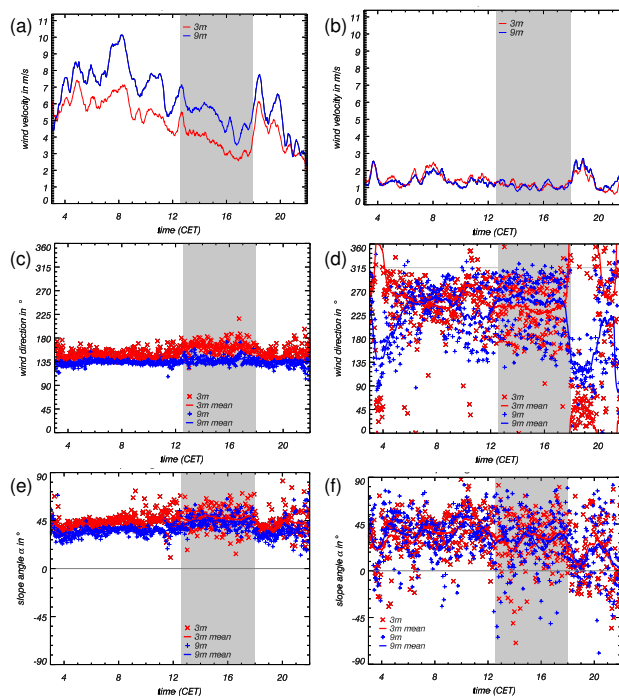 (a)
11
10
9
8
7
6
5
4
3
2
1
0
wind velocity in m/s
3m
9m
4 8 12 16 20
time (CET)
(b)
11
10
9
8
7
6
5
4
3
2
1
0
wind velocity in m/s
3m
9m
4 8 12 16 20
time (CET)
(c)
360
315
270
225
180
135
90
45
0
wind direction in °
3m
3m mean
9m
9m mean
4 8 12 16 20
time (CET)
(d)
360
315
270
225
180
135
90
45
0
wind direction in °
3m
3m mean
9m
9m mean
4 8 12 16 20
time (CET)
(e)
90
45
0
-45
-90
slope angle α in °
3m
3m mean
9m
9m mean
4 8 12 16 20
time (CET)
(f)
90
45
0
-45
-90
slope angle α in °
3m
3m mean
9m
9m mean
4 8 12 16 20
time (CET)